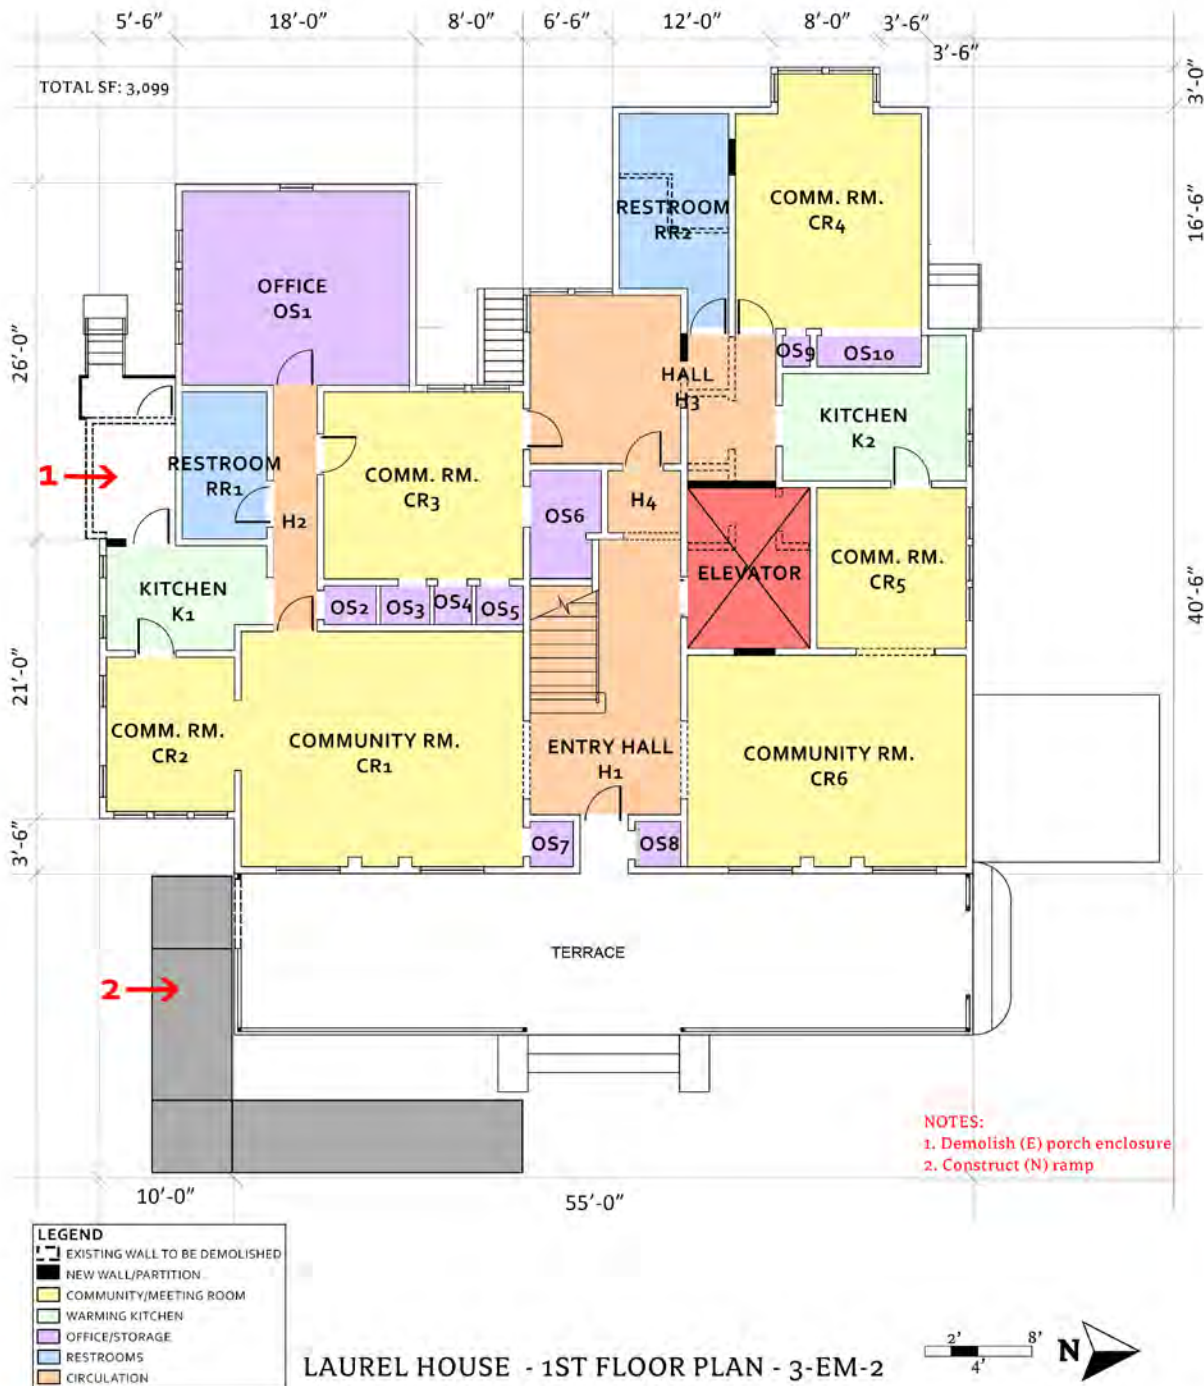 5'-6" 18'-0" 8'-0" 6'-6" 12'-0" 8'-0" 3'-6"
3'-6"
TOTAL SF: 3,099
3'-0"
16'-6"
40'-6"
26'-0"
21'-0"
3'-6"
RESTROOM
RR2
COMM. RM.
CR4
OFFICE
OS1
OS9
OS10
HALL
H3
KITCHEN
K2
1
RESTROOM
RR1
H2
COMM. RM.
CR3
OS6
H4
ELEVATOR
COMM. RM.
CR5
KITCHEN
K1
OS2
OS3
OS4
OS5
COMM. RM.
CR2
COMMUNITY RM.
CR1
ENTRY HALL
H1
COMMUNITY RM.
CR6
OS7
OS8
TERRACE
2
NOTES:
1. Demolish (E) porch enclosure
2. Construct (N) ramp
10'-0"
55'-0"
LEGEND
EXISTING WALL TO BE DEMOLISHED
NEW WALL/PARTITION
COMMUNITY/MEETING ROOM
WARMING KITCHEN
OFFICE/STORAGE
RESTROOMS
CIRCULATION
LAUREL HOUSE - 1ST FLOOR PLAN - 3-EM-2
2' 8'
4'
N